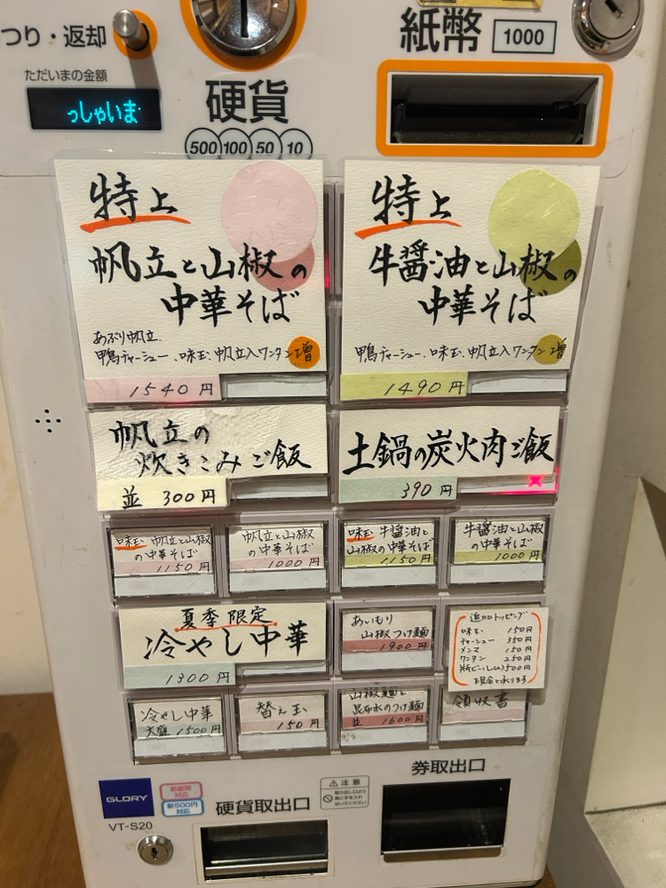 つり・返却
紙幣 1000
ただいまの金額
っしゃいま
硬貨
500 100 50 10
特上
帆立と山椒の
中華そば
あぶり帆立、
鴨チャーシュー、味玉、帆立入ワンタン増
1540円
特上
牛醤油と山椒の
中華そば
鴨チャーシュー、味玉、帆立入ワンタン増
1490円
帆立の
炊きこみご飯
並 300円
土鍋の炭火肉ご飯
390円
味玉 帆立と山椒
の中華そば
1150円
帆立と山椒
の中華そば
1000円
味玉 牛醤油と
山椒の中華そば
1150円
牛醤油と山椒
の中華そば
1000円
夏季限定
冷やし中華
1300円
あいもり
山椒つけ麺
1900円
追加トッピング
味玉 150円
チャーシュー 350円
メンマ 150円
ワンタン 250円
500円
現金で承ります
冷やし中華
大盛 1500円
替え玉
150円
山椒麺と
昆布水のつけ麺
並 1600円
領収書
GLORY
新紙幣
対応
新500円
対応
VT-S20
硬貨取出口
注意
券取出口